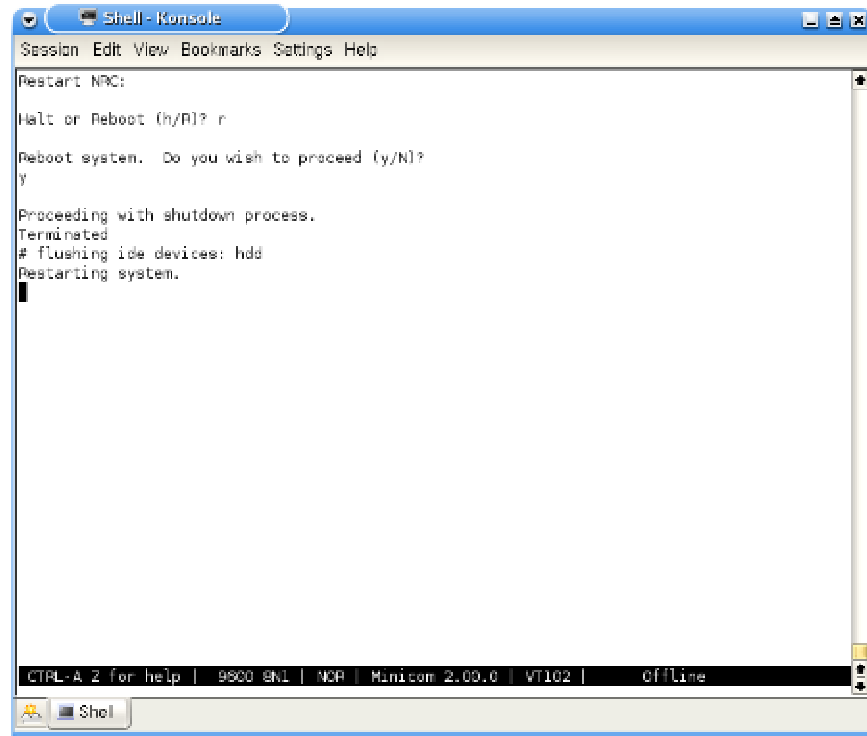 Shell - Konsole
Session Edit View Bookmarks Settings Help
Restart NRC:
Halt or Reboot (h/R)? r
Reboot system.  Do you wish to proceed (y/N)?
y
Proceeding with shutdown process.
Terminated
# flushing ide devices: hdd
Restarting system.
CTRL-A Z for help |  9600 8N1 | NOR | Minicom 2.00.0 | VT102 |      Offline
Shell